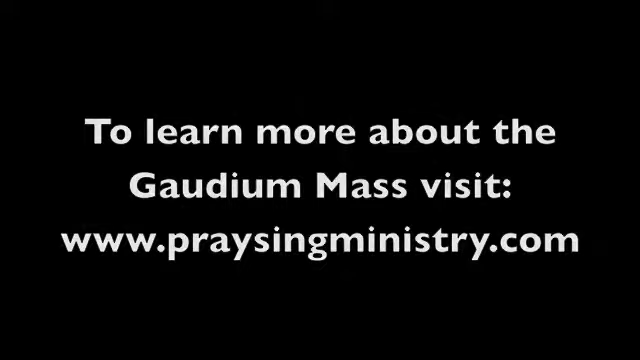 To learn more about the
Gaudium Mass visit:
www.praysingministry.com